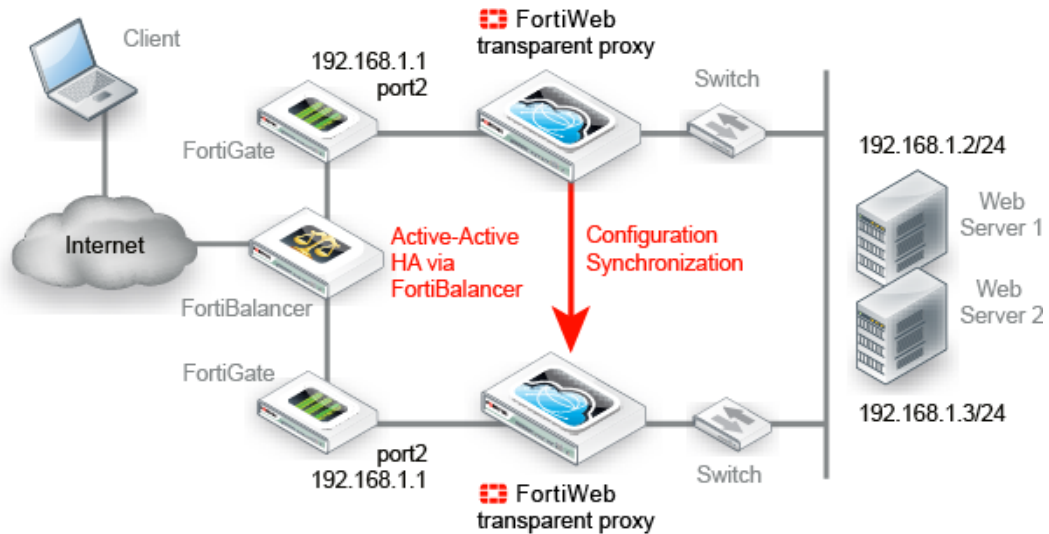 Client
FortiWeb
transparent proxy
192.168.1.1
port2
Switch
FortiGate
192.168.1.2/24
Web
Server 1
Internet
Active-Active
HA via
FortiBalancer
Configuration
Synchronization
FortiBalancer
Web
Server 2
FortiGate
192.168.1.3/24
port2
192.168.1.1
Switch
FortiWeb
transparent proxy